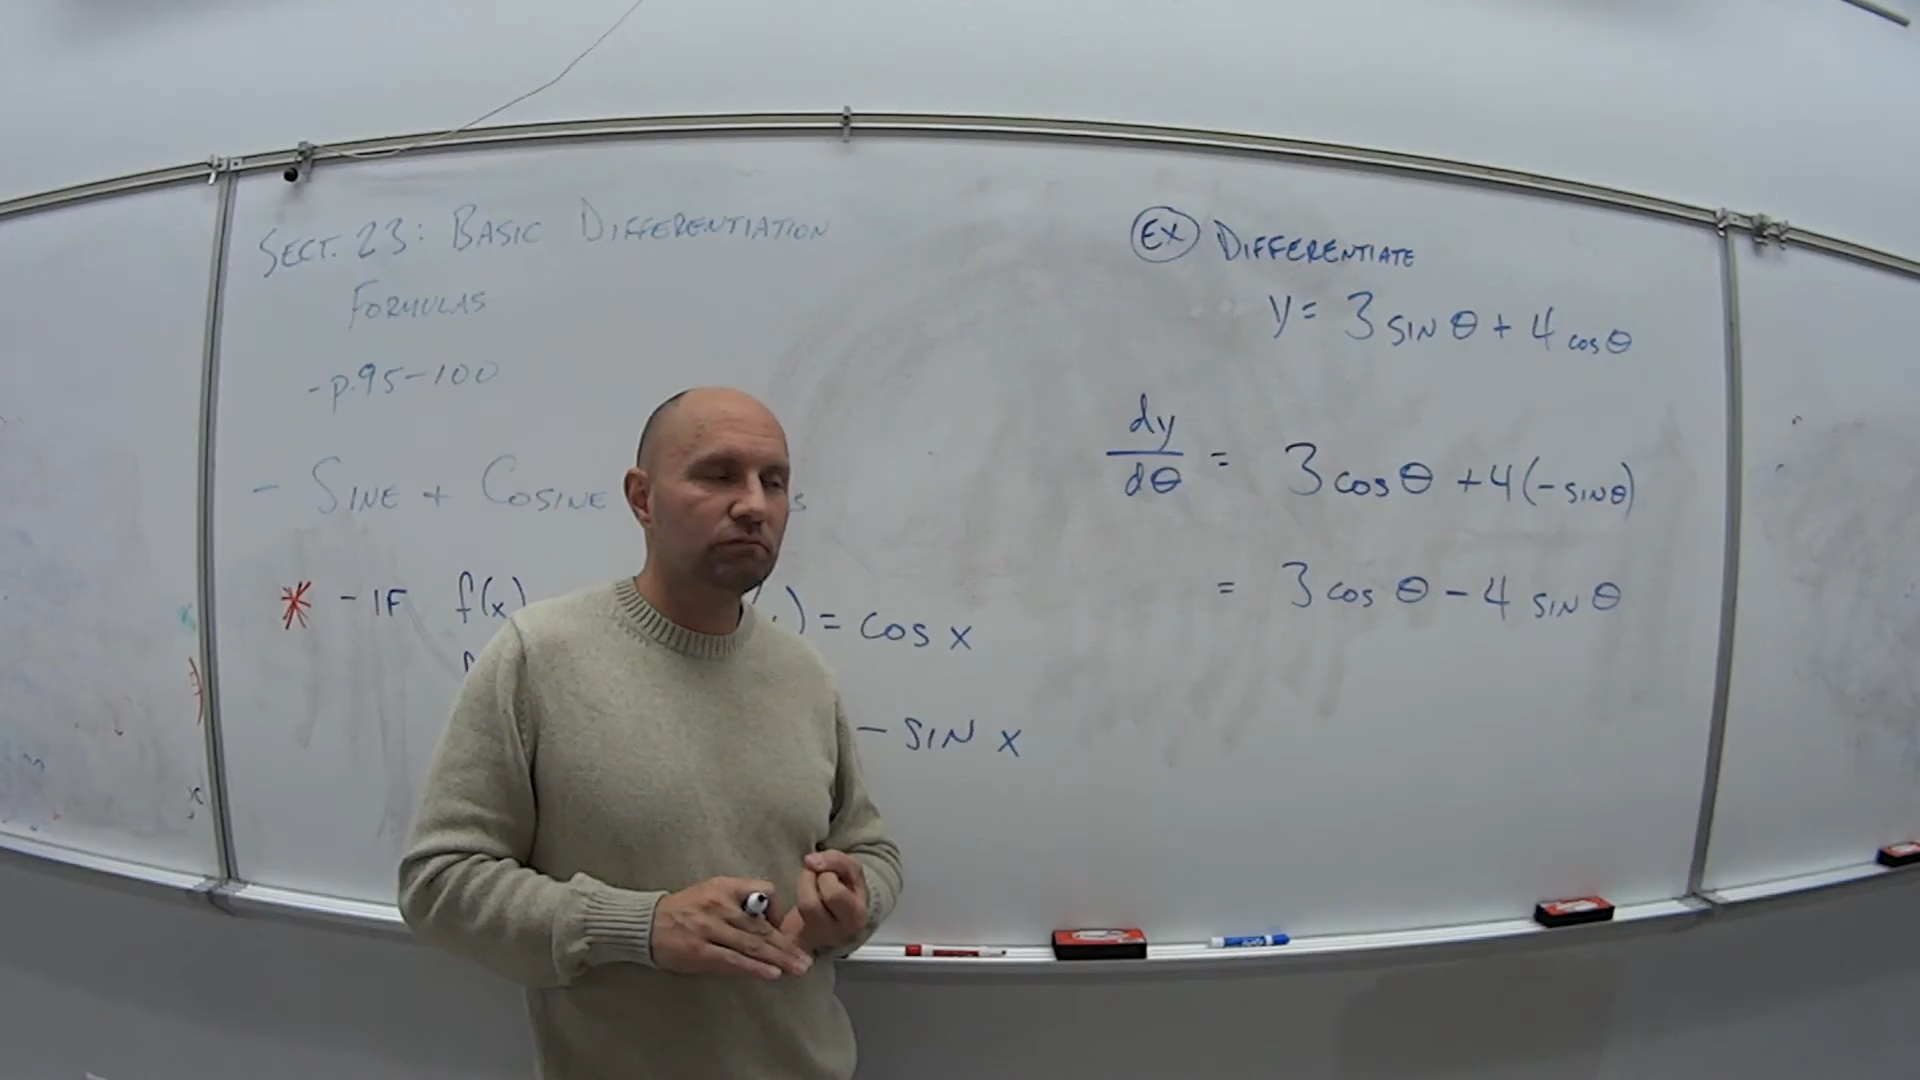 SECT. 23: BASIC DIFFERENTIATION
FORMULAS
- p.95-100
- SINE + COSINE
* - IF f(x) = cos x
- SIN x
EX DIFFERENTIATE
y = 3 SIN θ + 4 cos θ
dy/dθ = 3 cos θ + 4(- SIN θ)
= 3 cos θ - 4 SIN θ